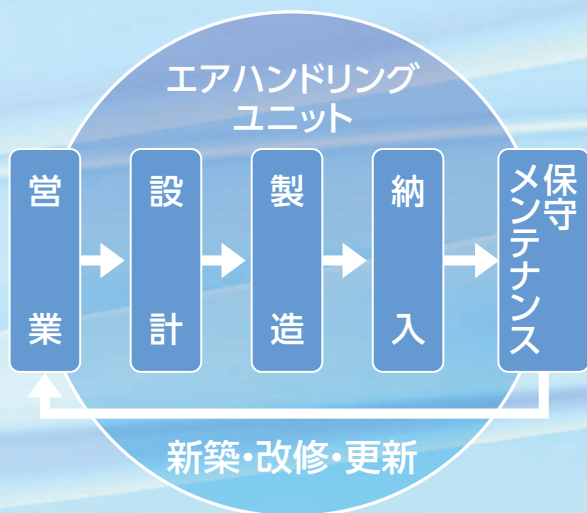 エアハンドリング
ユニット
営業
設計
製造
納入
保守
メンテナンス
新築・改修・更新